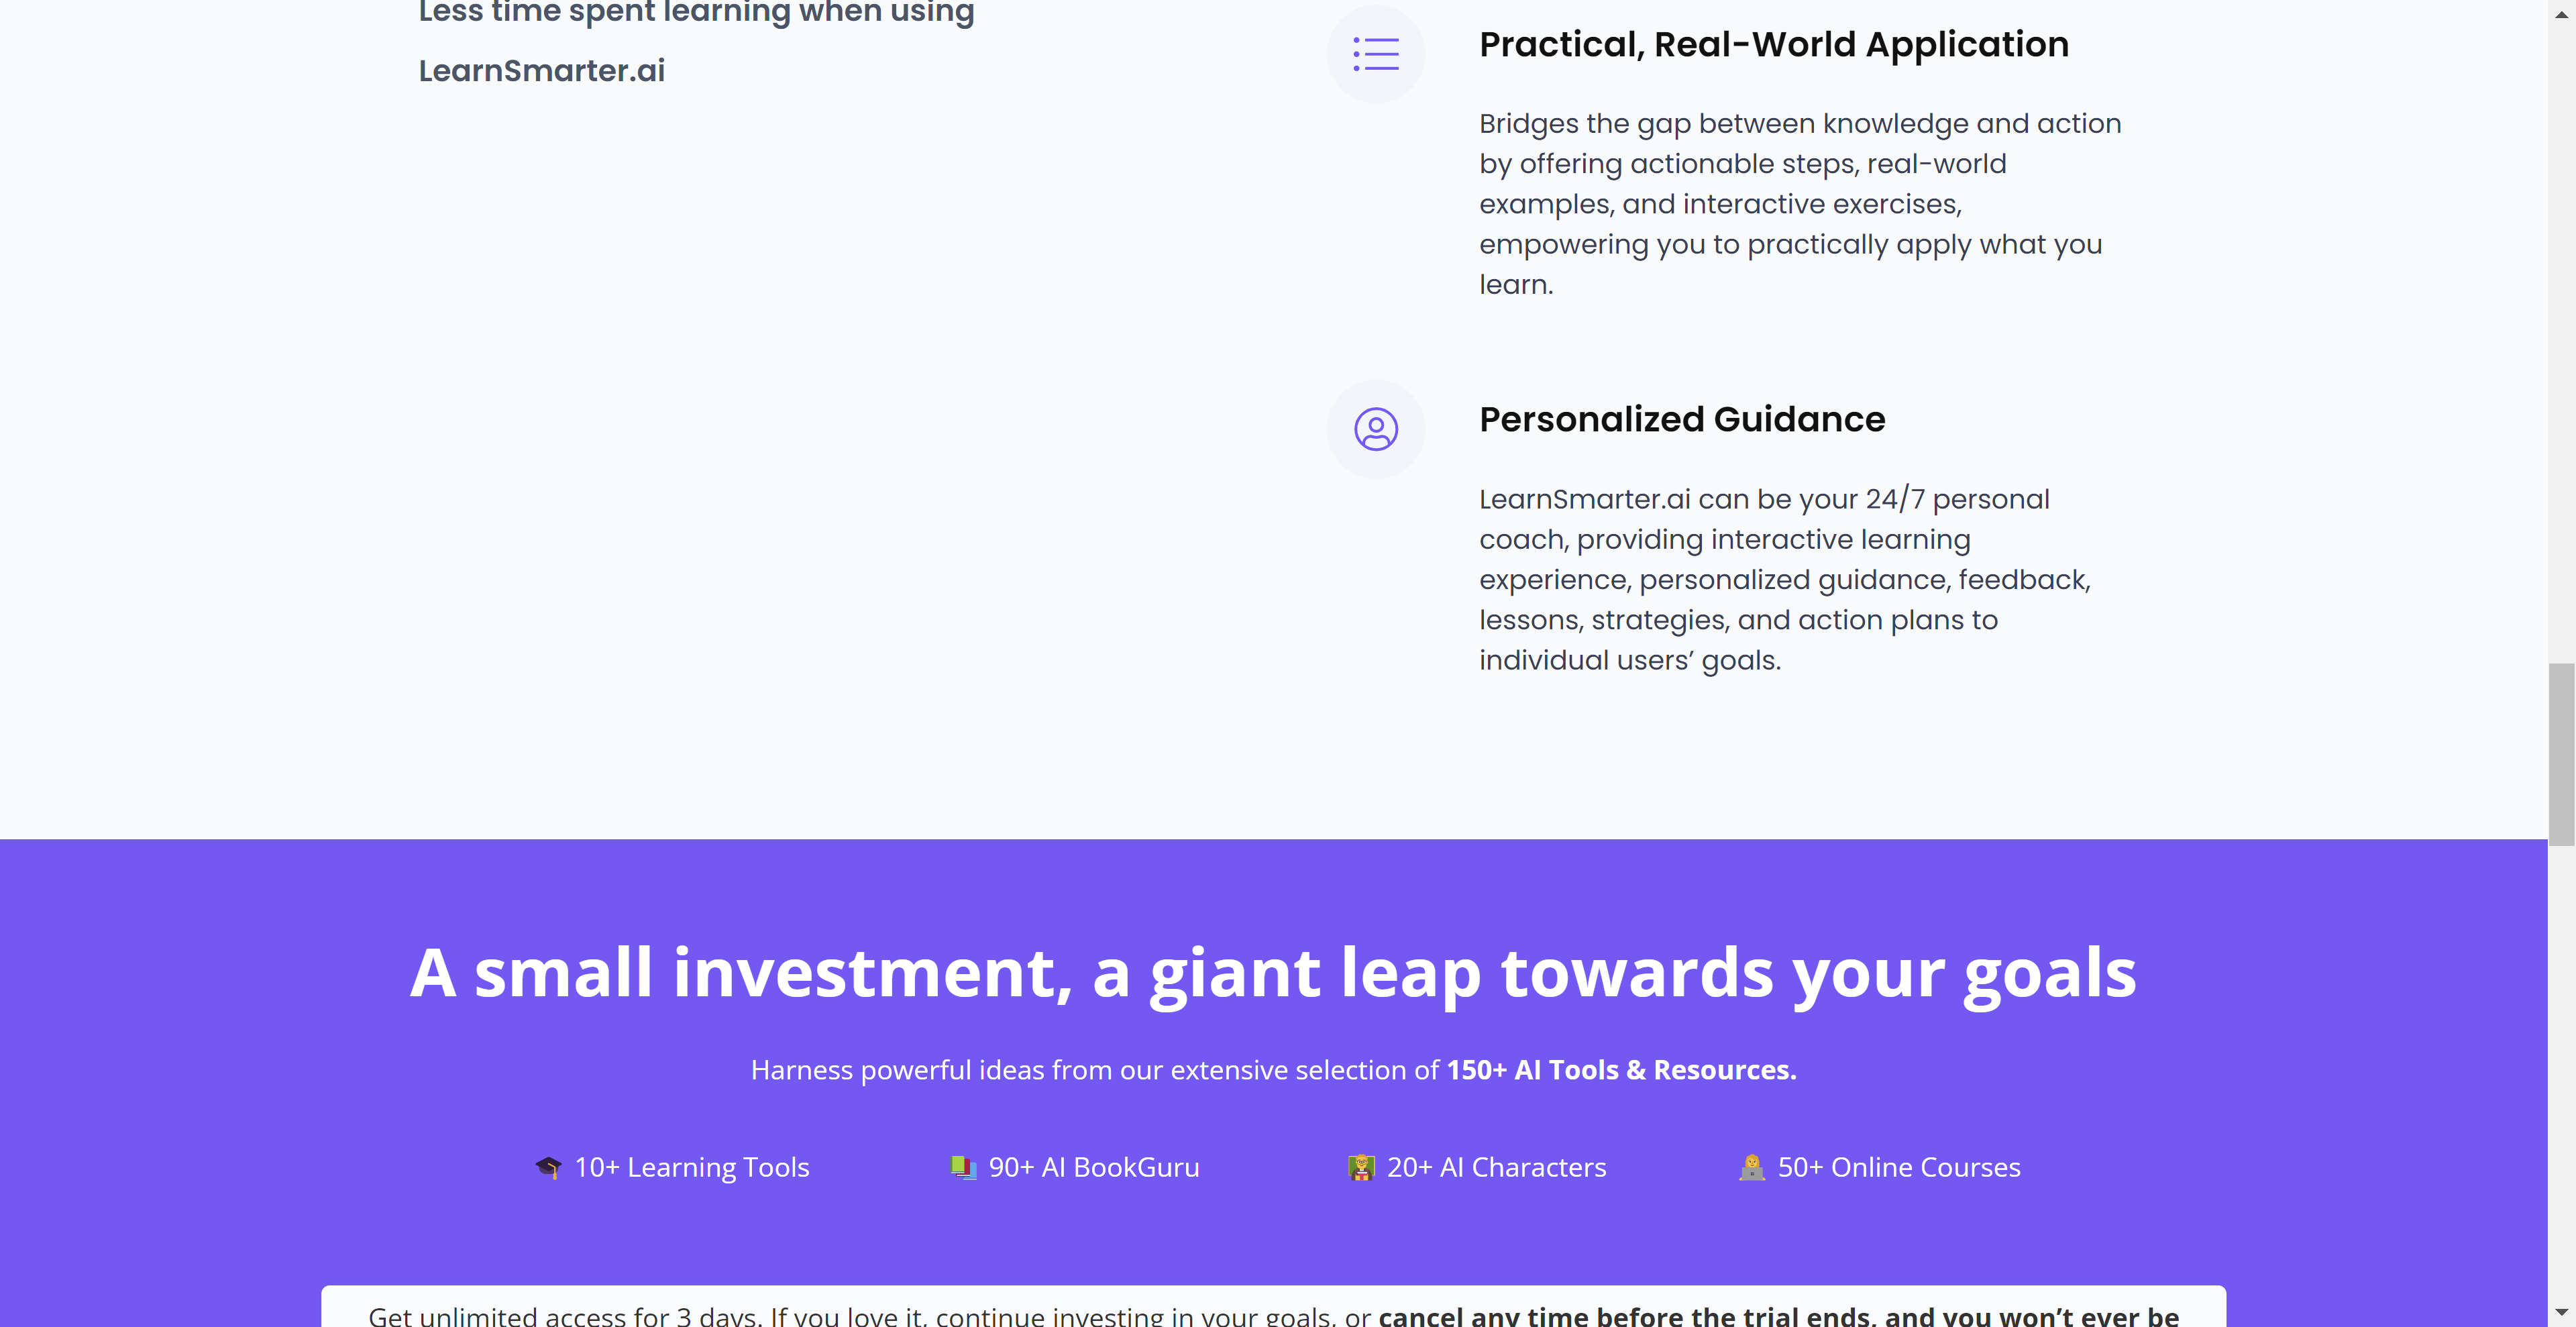 Less time spent learning when using
LearnSmarter.ai
Practical, Real-World Application
Bridges the gap between knowledge and action
by offering actionable steps, real-world
examples, and interactive exercises,
empowering you to practically apply what you
learn.
Personalized Guidance
LearnSmarter.ai can be your 24/7 personal
coach, providing interactive learning
experience, personalized guidance, feedback,
lessons, strategies, and action plans to
individual users’ goals.
A small investment, a giant leap towards your goals
Harness powerful ideas from our extensive selection of 150+ AI Tools & Resources.
10+ Learning Tools
90+ AI BookGuru
20+ AI Characters
50+ Online Courses
Get unlimited access for 3 days. If you love it, continue investing in your goals, or cancel any time before the trial ends, and you won’t ever be